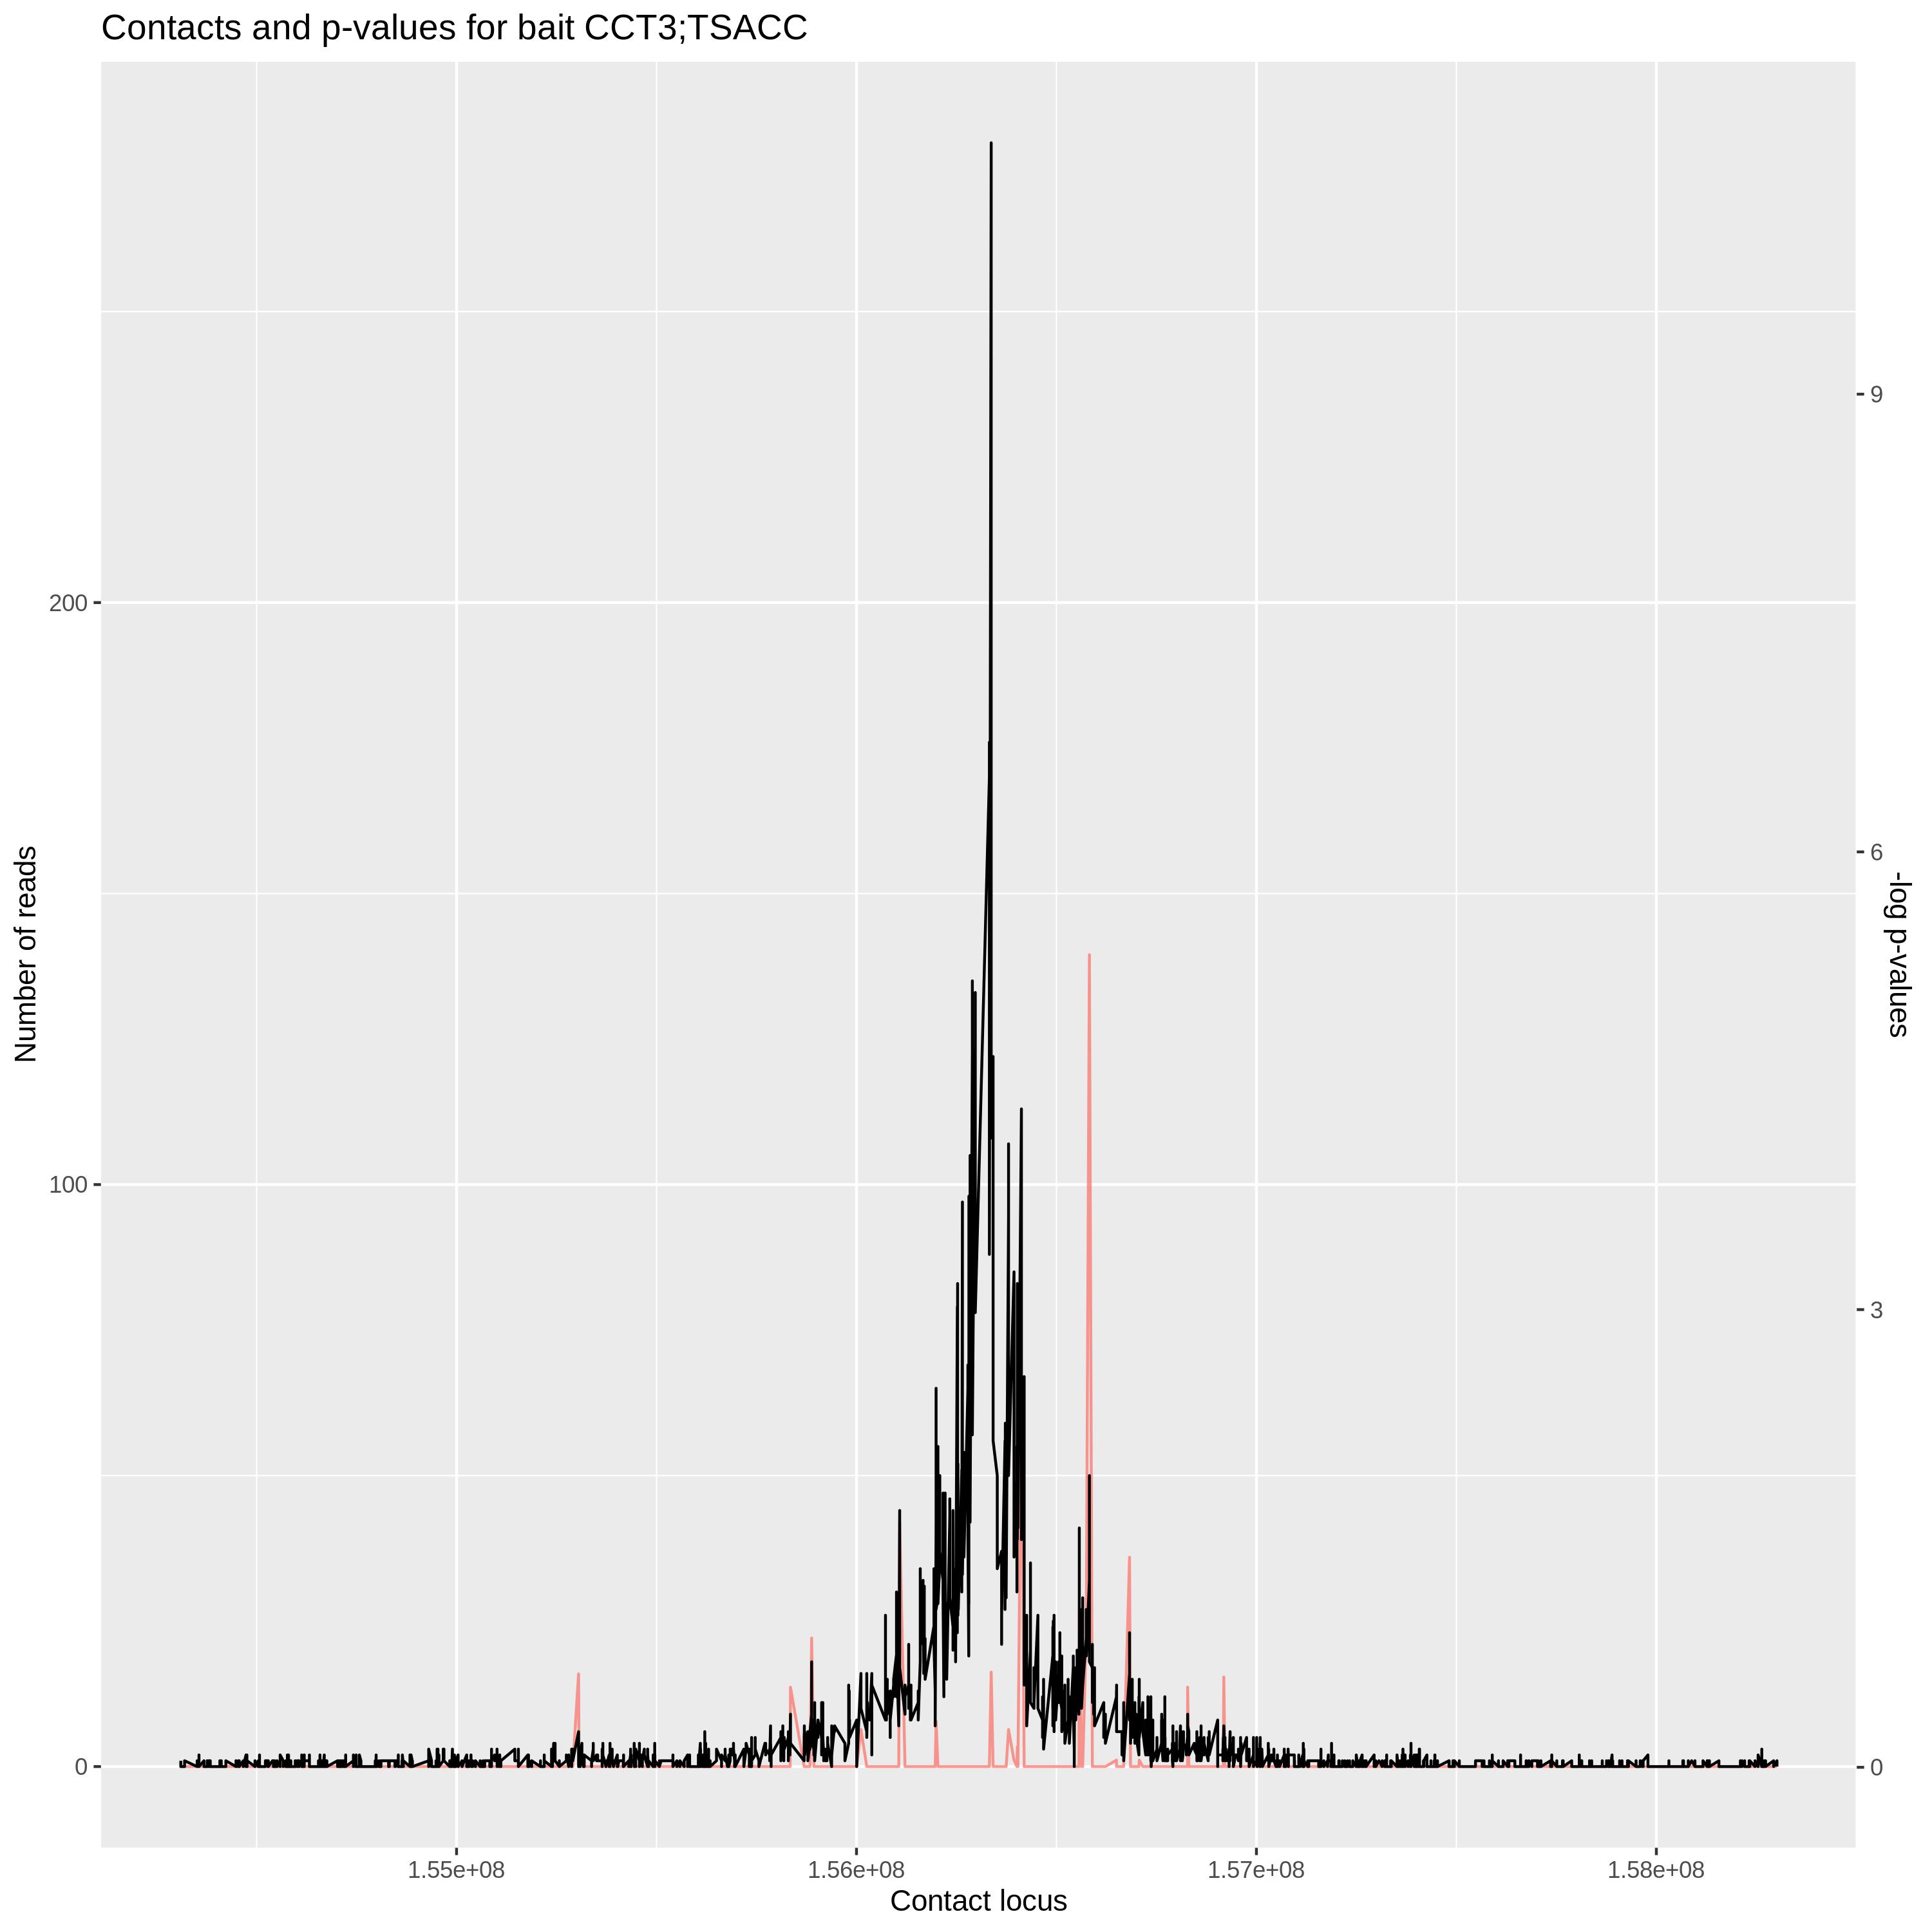 Contacts and p-values for bait CCT3;TSACC
Number of reads
200
100
0
9
6
3
0
-log p-values
1.55e+08
1.56e+08
1.57e+08
1.58e+08
Contact locus